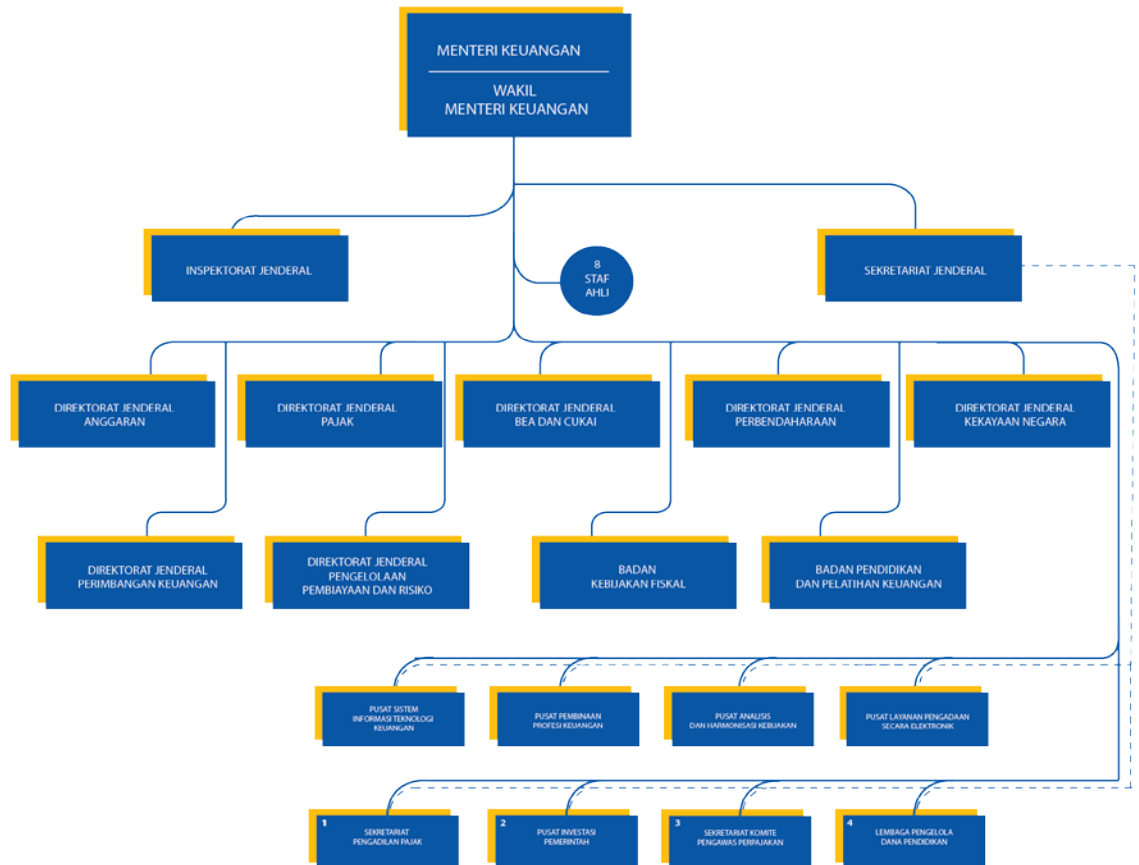 MENTERI KEUANGAN
WAKIL
MENTERI KEUANGAN
INSPEKTORAT JENDERAL
8
STAF
AHLI
SEKRETARIAT JENDERAL
DIREKTORAT JENDERAL
ANGGARAN
DIREKTORAT JENDERAL
PAJAK
DIREKTORAT JENDERAL
BEA DAN CUKAI
DIREKTORAT JENDERAL
PERBENDAHARAAN
DIREKTORAT JENDERAL
KEKAYAAN NEGARA
DIREKTORAT JENDERAL
PERIMBANGAN KEUANGAN
DIREKTORAT JENDERAL
PENGELOLAAN
PEMBIAYAAN DAN RISIKO
BADAN
KEBIJAKAN FISKAL
BADAN PENDIDIKAN
DAN PELATIHAN KEUANGAN
PUSAT SISTEM
INFORMASI TEKNOLOGI
KEUANGAN
PUSAT PEMBINAAN
PROFESI KEUANGAN
PUSAT ANALISIS
DAN HARMONISASI KEBIJAKAN
PUSAT LAYANAN PENGADAAN
SECARA ELEKTRONIK
1
SEKRETARIAT
PENGADILAN PAJAK
2
PUSAT INVESTASI
PEMERINTAH
3
SEKRETARIAT KOMITE
PENGAWAS PERPAJAKAN
4
LEMBAGA PENGELOLA
DANA PENDIDIKAN